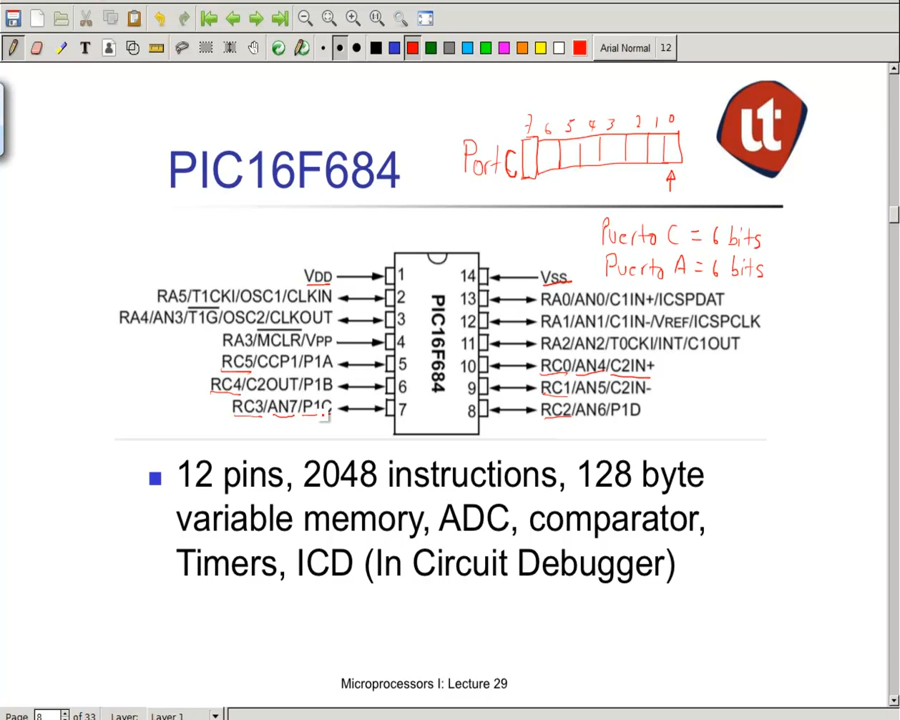 Arial Normal 12
ut
7 6 5 4 3 2 1 0
Port C
PIC16F684
Puerto C = 6 bits
Puerto A = 6 bits
VDD 1 14 Vss
RA5/T1CKI/OSC1/CLKIN 2 13 RA0/AN0/C1IN+/ICSPDAT
RA4/AN3/T1G/OSC2/CLKOUT 3 12 RA1/AN1/C1IN-/VREF/ICSPCLK
RA3/MCLR/VPP 4 11 RA2/AN2/T0CKI/INT/C1OUT
RC5/CCP1/P1A 5 10 RC0/AN4/C2IN+
RC4/C2OUT/P1B 6 9 RC1/AN5/C2IN-
RC3/AN7/P1C 7 8 RC2/AN6/P1D
PIC16F684
12 pins, 2048 instructions, 128 byte
variable memory, ADC, comparator,
Timers, ICD (In Circuit Debugger)
Microprocessors I: Lecture 29
Page 8 of 33 Layer: Layer 1